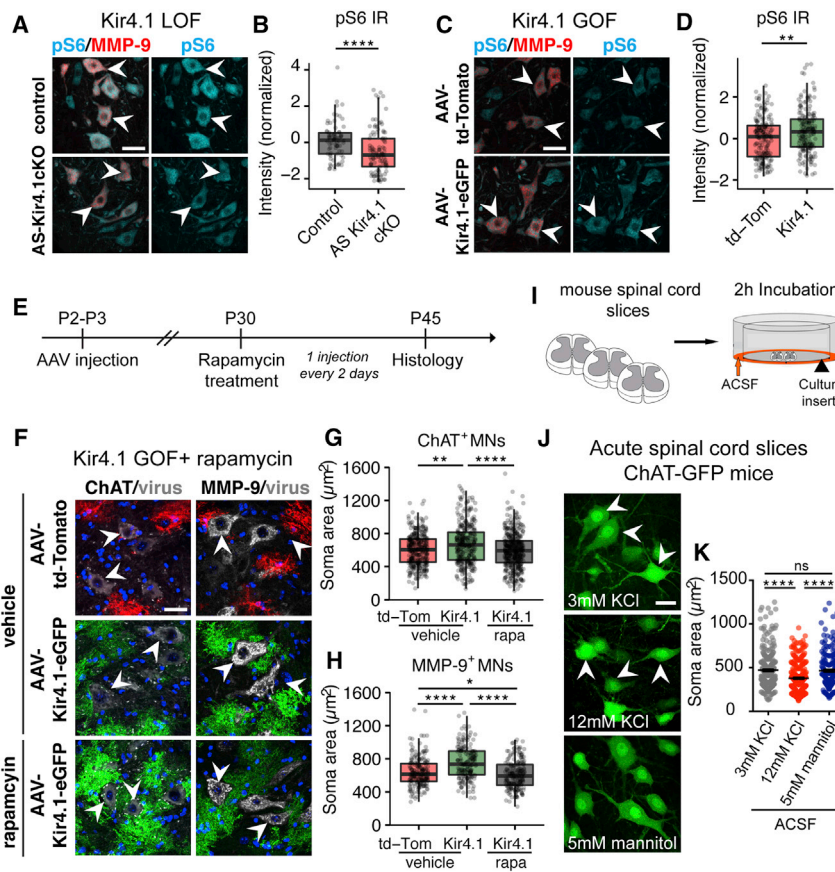 A
Kir4.1 LOF
pS6/MMP-9 pS6
control
AS-Kir4.1cKO
B
pS6 IR
****
Intensity (normalized)
4
2
0
−2
Control
AS Kir4.1
cKO
C
Kir4.1 GOF
pS6/MMP-9 pS6
AAV-
td-Tomato
AAV-
Kir4.1-eGFP
D
pS6 IR
**
Intensity (normalized)
4
2
0
−2
td−Tom
Kir4.1
E
P2-P3 P30 P45
AAV injection
Rapamycin
treatment
1 injection
every 2 days
Histology
I
mouse spinal cord
slices
2h Incubation
ACSF
Cultur
inser
F
Kir4.1 GOF+ rapamycin
ChAT/virus MMP-9/virus
vehicle
AAV-
td-Tomato
AAV-
Kir4.1-eGFP
rapamcyin
AAV-
Kir4.1-eGFP
G
ChAT+MNs
** ****
Soma area (µm2)
1600
1200
800
400
0
td−Tom Kir4.1 Kir4.1
vehicle rapa
H
MMP-9+MNs
*
**** ****
Soma area (µm2)
1600
1200
800
400
0
td−Tom Kir4.1 Kir4.1
vehicle rapa
J
Acute spinal cord slices
ChAT-GFP mice
3mM KCl
12mM KCl
5mM mannitol
K
ns
**** ****
Soma area (µm2)
1500
1000
500
0
3mM KCl
12mM KCl
5mM mannitol
ACSF